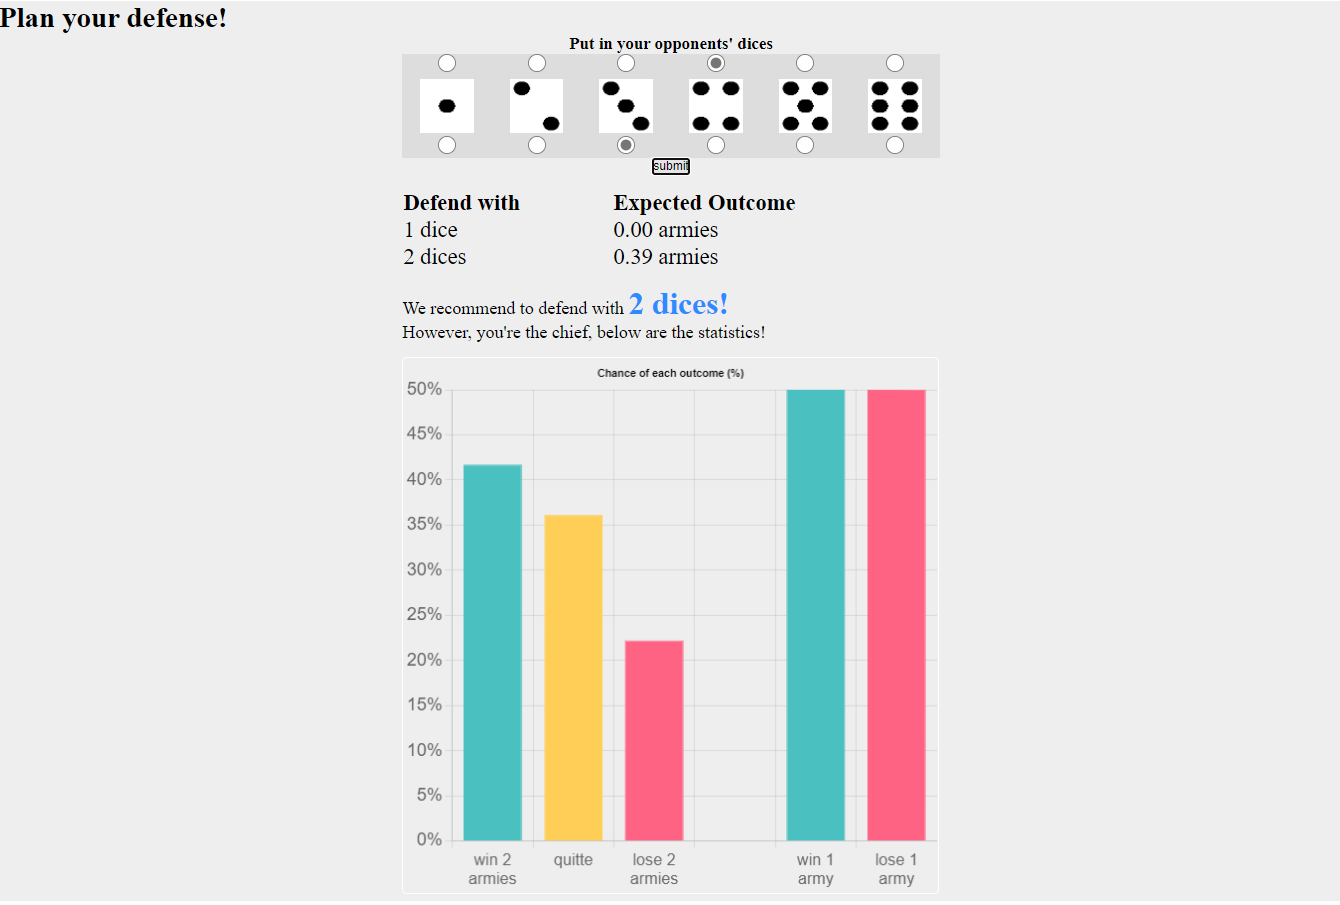 Plan your defense!
Put in your opponents' dices
submit
Defend with Expected Outcome
1 dice 0.00 armies
2 dices 0.39 armies
We recommend to defend with 2 dices!
However, you're the chief, below are the statistics!
Chance of each outcome (%)
50%
45%
40%
35%
30%
25%
20%
15%
10%
5%
0%
win 2 quitte lose 2 win 1 lose 1
armies armies army army